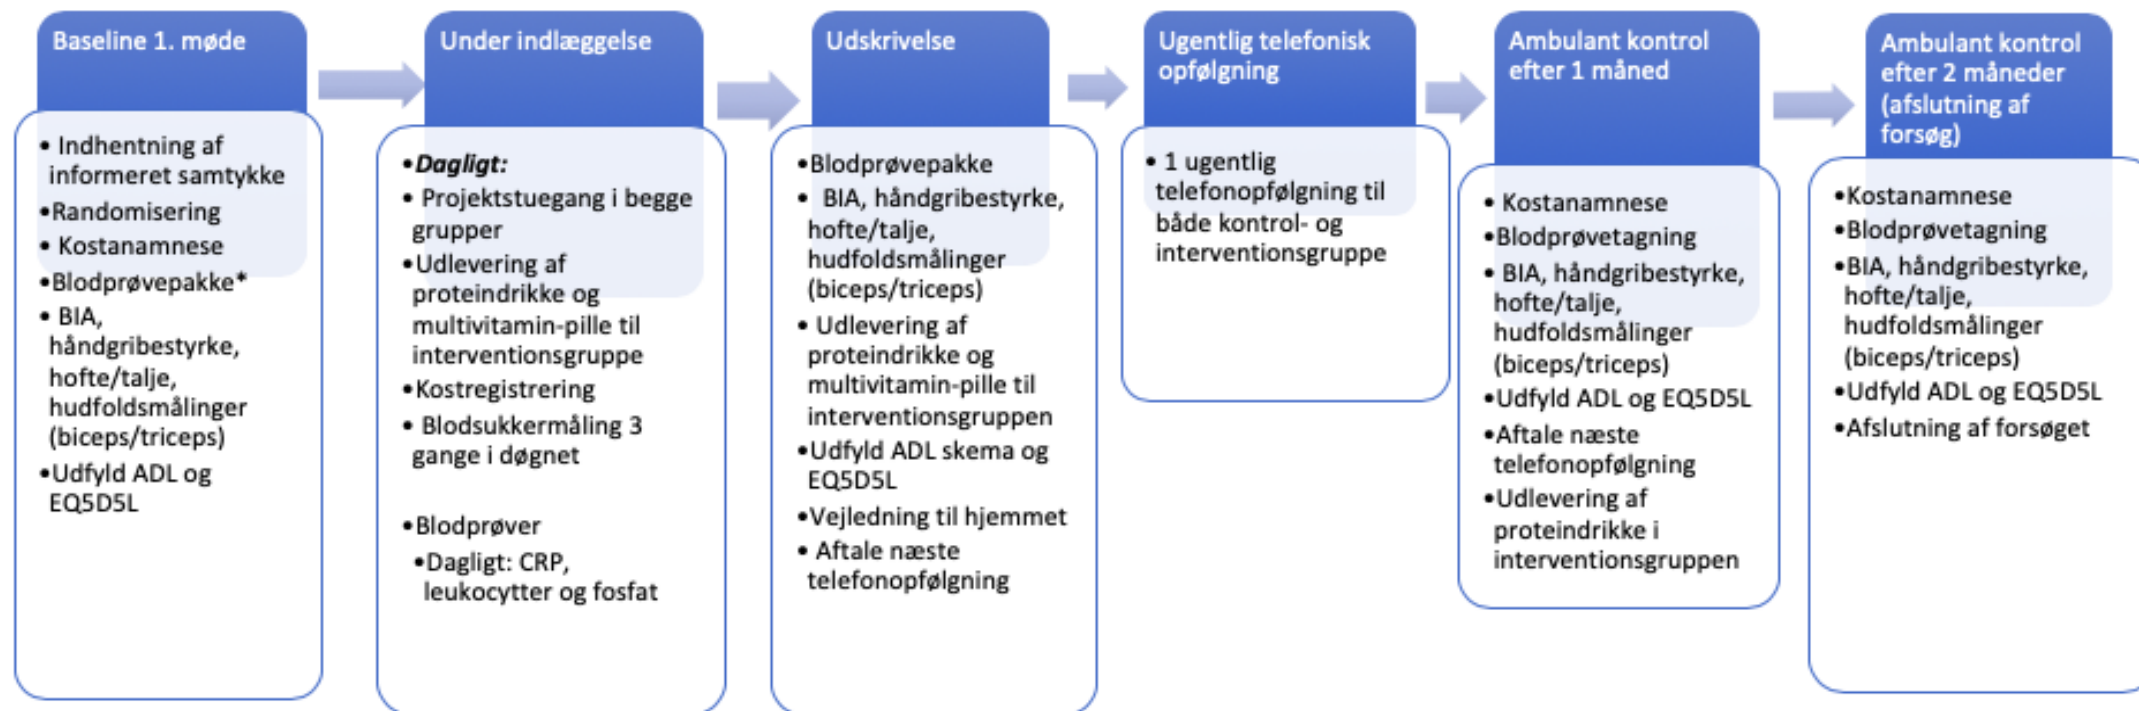 Baseline 1. møde
• Indhentning af
informeret samtykke
•Randomisering
• Kostanamnese
•Blodprøvepakke*
• BIA,
håndgribestyrke,
hofte/talje,
hudfoldsmålinger
(biceps/triceps)
•Udfyld ADL og
EQ5D5L
Under indlæggelse
•Dagligt:
• Projektstuegang i begge
grupper
•Udlevering af
proteindrikke og
multivitamin-pille til
interventionsgruppe
•Kostregistrering
• Blodsukkermåling 3
gange i døgnet
•Blodprøver
•Dagligt: CRP,
leukocytter og fosfat
Udskrivelse
•Blodprøvepakke
• BIA, håndgribestyrke,
hofte/talje,
hudfoldsmålinger
(biceps/triceps)
• Udlevering af
proteindrikke og
multivitamin-pille til
interventionsgruppen
•Udfyld ADL skema og
EQ5D5L
•Vejledning til hjemmet
• Aftale næste
telefonopfølgning
Ugentlig telefonisk
opfølgning
• 1 ugentlig
telefonopfølgning til
både kontrol- og
interventionsgruppe
Ambulant kontrol
efter 1 måned
• Kostanamnese
•Blodprøvetagning
• BIA, håndgribestyrke,
hofte/talje,
hudfoldsmålinger
(biceps/triceps)
•Udfyld ADL og EQ5D5L
•Aftale næste
telefonopfølgning
•Udlevering af
proteindrikke i
interventionsgruppen
Ambulant kontrol
efter 2 måneder
(afslutning af
forsøg)
•Kostanamnese
•Blodprøvetagning
•BIA, håndgribestyrke,
hofte/talje,
hudfoldsmålinger
(biceps/triceps)
•Udfyld ADL og EQ5D5L
•Afslutning af forsøget